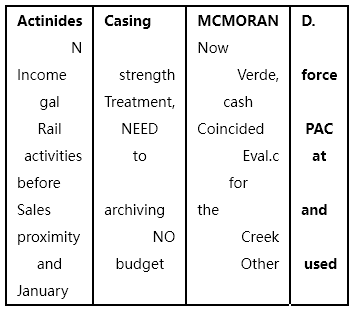 Actinides Casing MCMORAN D.
N Now
Income strength Verde, force
gal Treatment, cash
Rail NEED Coincided PAC
activities to Eval.c at
before for
Sales archiving the and
proximity NO Creek
and budget Other used
January